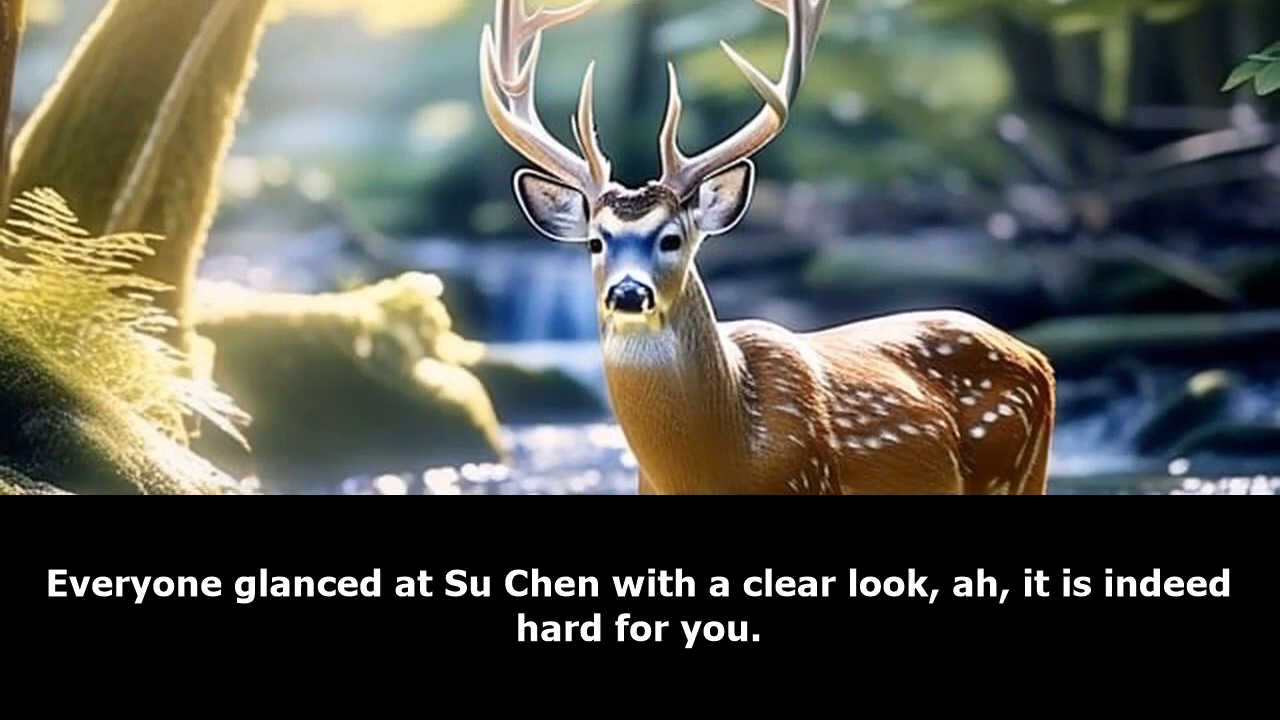 Everyone glanced at Su Chen with a clear look, ah, it is indeed
hard for you.